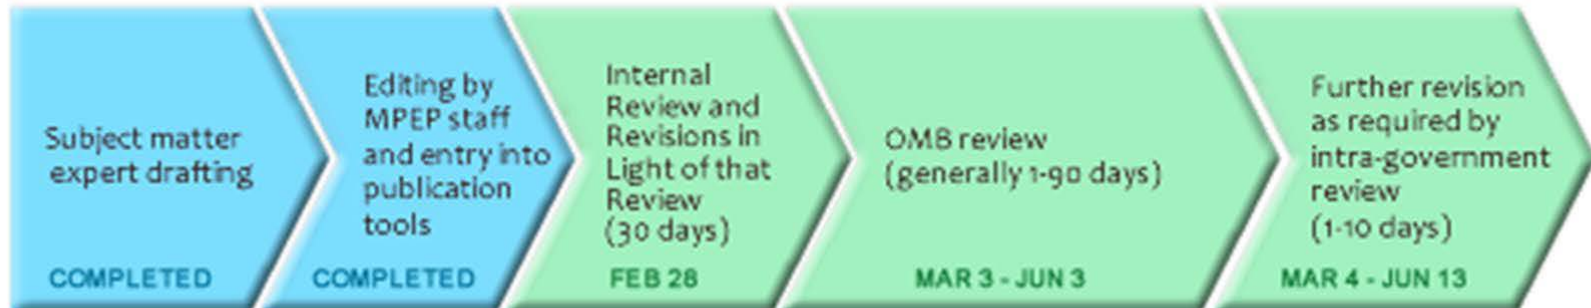 Subject matter
expert drafting
COMPLETED
Editing by
MPEP staff
and entry into
publication
tools
COMPLETED
Internal
Review and
Revisions in
Light of that
Review
(30 days)
FEB 28
OMB review
(generally 1-90 days)
MAR 3 - JUN 3
Further revision
as required by
intra-government
review
(1-10 days)
MAR 4 - JUN 13